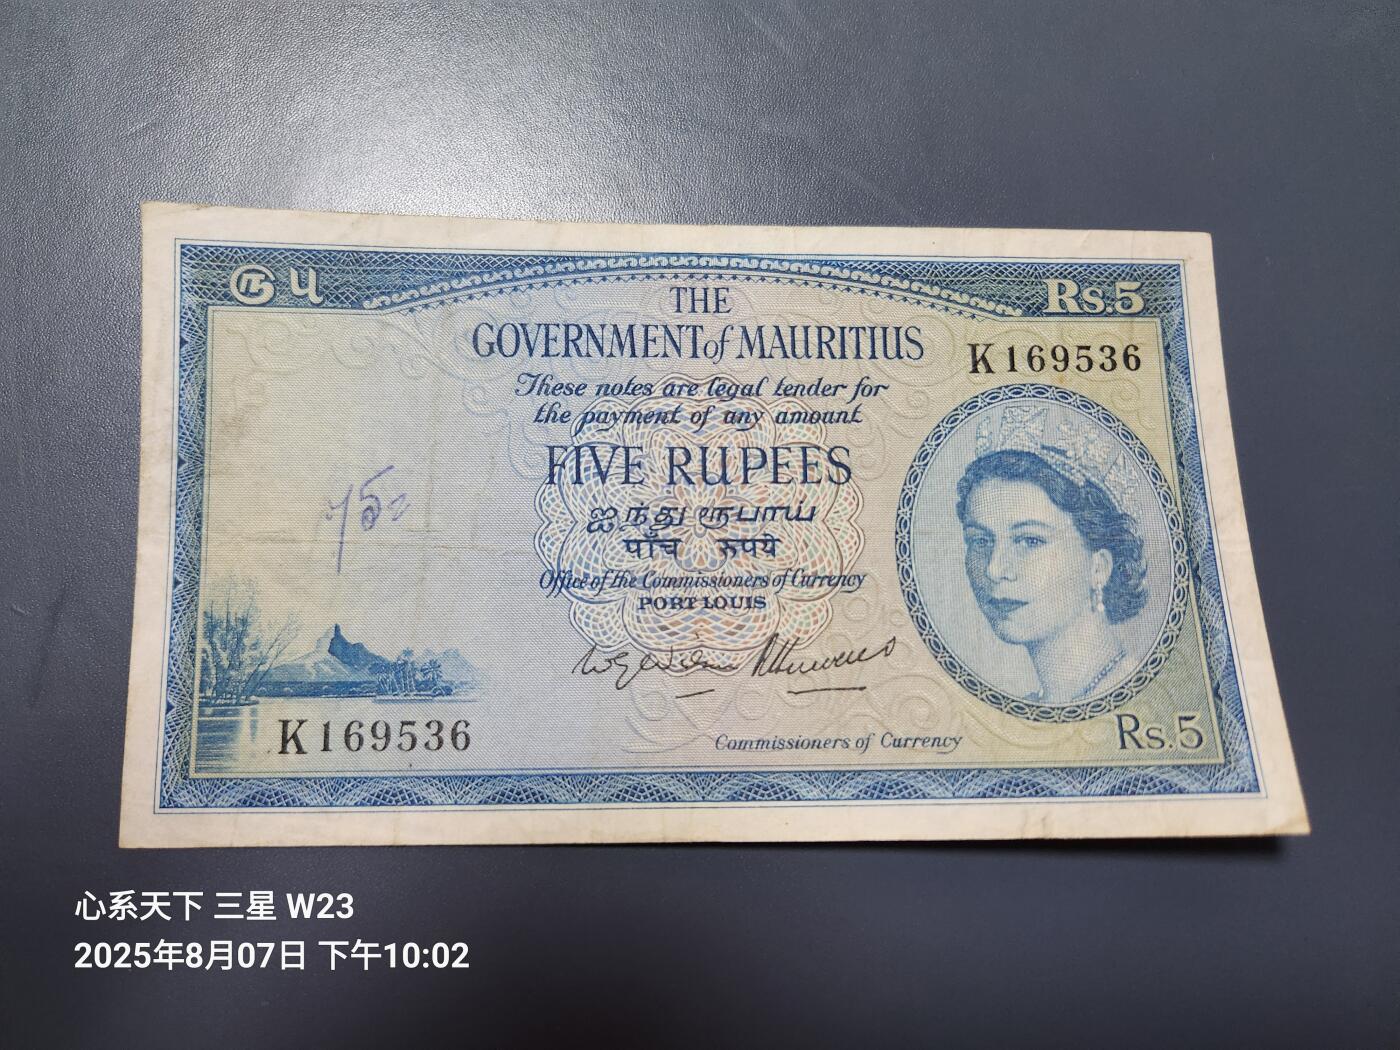 ௫ ५ Rs.5
THE
GOVERNMENT of MAURITIUS
K 169536
These notes are legal tender for
the payment of any amount
FIVE RUPEES
ஐந்து ரூபாய்
पाँच रूपये
Office of the Commissioners of Currency
PORT LOUIS
K 169536
Commissioners of Currency
Rs.5
心系天下 三星 W23
2025年8月07日 下午10:02